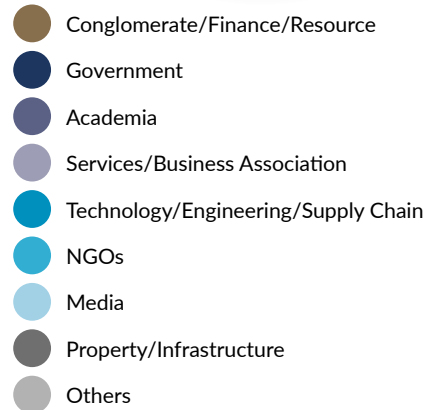 Conglomerate/Finance/Resource
Government
Academia
Services/Business Association
Technology/Engineering/Supply Chain
NGOs
Media
Property/Infrastructure
Others